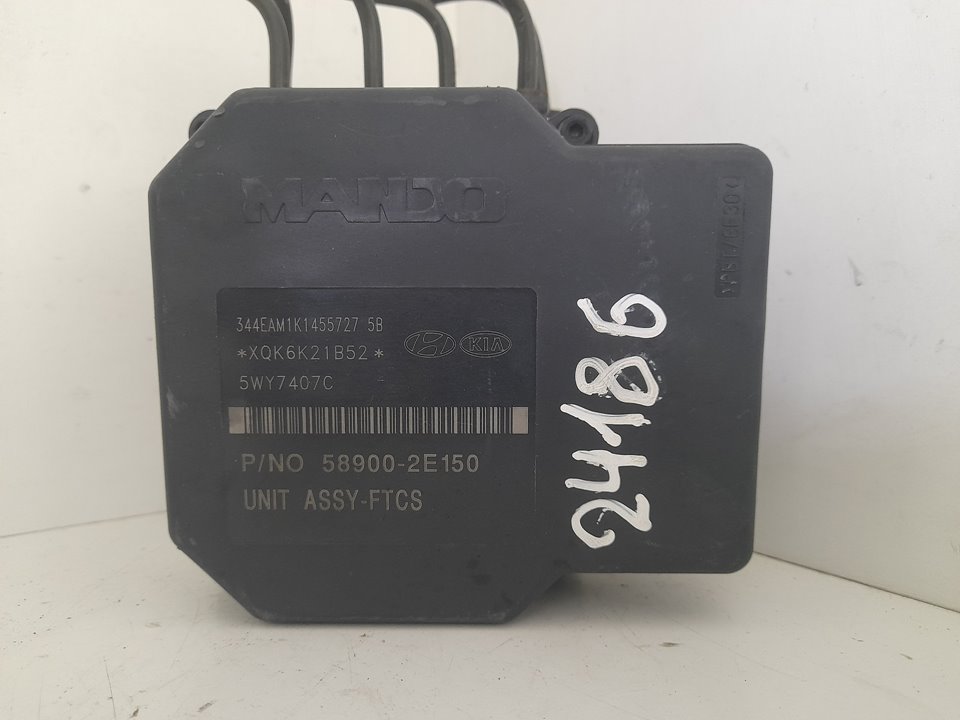 MANDO
344EAM1K1455727 5B
*XQK6K21B52*
KIA
5WY7407C
P/NO 58900-2E150
UNIT ASSY-FTCS
24186